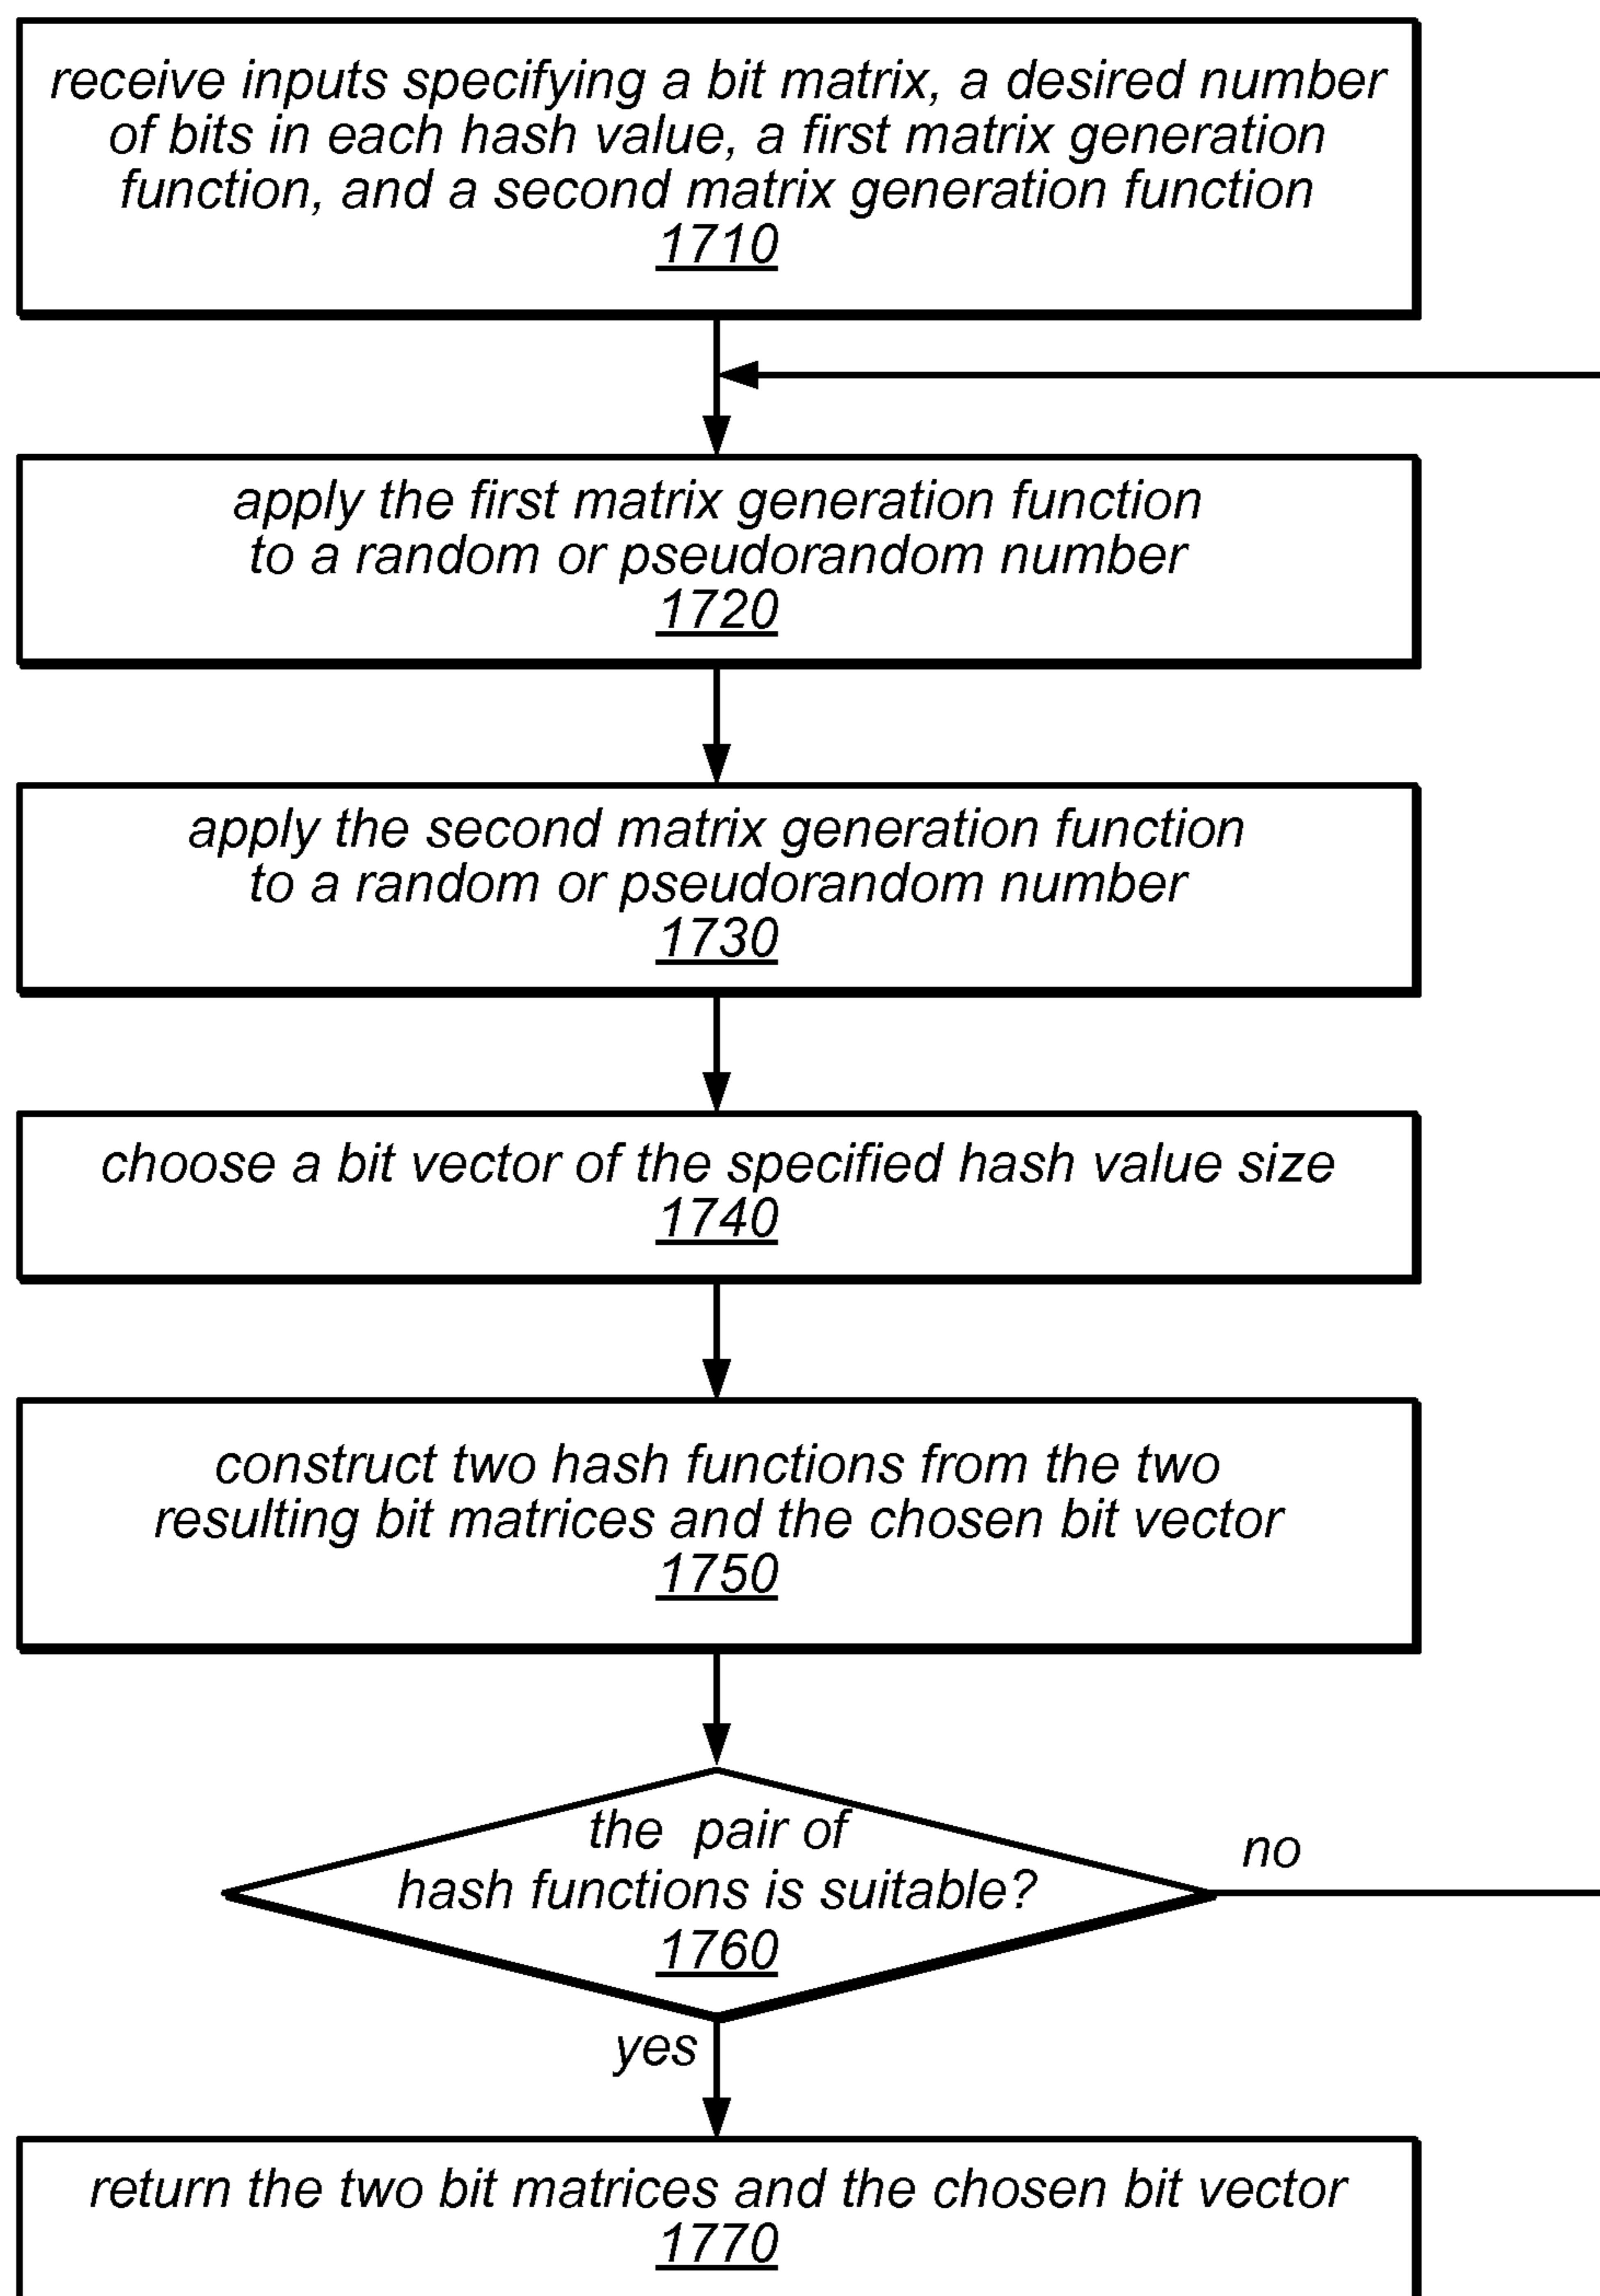 receive inputs specifying a bit matrix, a desired number
of bits in each hash value, a first matrix generation
function, and a second matrix generation function
1710
apply the first matrix generation function
to a random or pseudorandom number
1720
apply the second matrix generation function
to a random or pseudorandom number
1730
choose a bit vector of the specified hash value size
1740
construct two hash functions from the two
resulting bit matrices and the chosen bit vector
1750
the pair of
hash functions is suitable?
1760
no
yes
return the two bit matrices and the chosen bit vector
1770